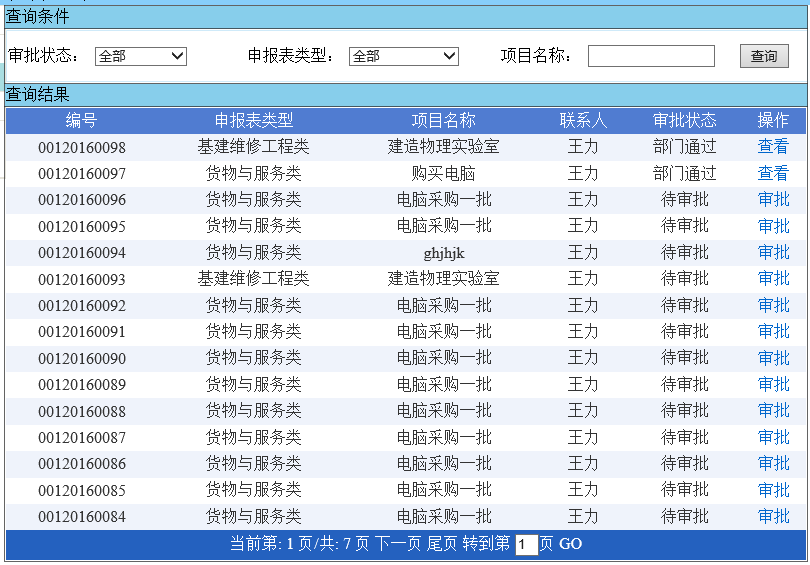 查询条件
审批状态： 全部 申报表类型： 全部 项目名称： 查询
查询结果
编号 申报表类型 项目名称 联系人 审批状态 操作
00120160098 基建维修工程类 建造物理实验室 王力 部门通过 查看
00120160097 货物与服务类 购买电脑 王力 部门通过 查看
00120160096 货物与服务类 电脑采购一批 王力 待审批 审批
00120160095 货物与服务类 电脑采购一批 王力 待审批 审批
00120160094 货物与服务类 ghjhjk 王力 待审批 审批
00120160093 基建维修工程类 建造物理实验室 王力 待审批 审批
00120160092 货物与服务类 电脑采购一批 王力 待审批 审批
00120160091 货物与服务类 电脑采购一批 王力 待审批 审批
00120160090 货物与服务类 电脑采购一批 王力 待审批 审批
00120160089 货物与服务类 电脑采购一批 王力 待审批 审批
00120160088 货物与服务类 电脑采购一批 王力 待审批 审批
00120160087 货物与服务类 电脑采购一批 王力 待审批 审批
00120160086 货物与服务类 电脑采购一批 王力 待审批 审批
00120160085 货物与服务类 电脑采购一批 王力 待审批 审批
00120160084 货物与服务类 电脑采购一批 王力 待审批 审批
当前第: 1 页/共: 7 页 下一页 尾页 转到第 1 页 GO